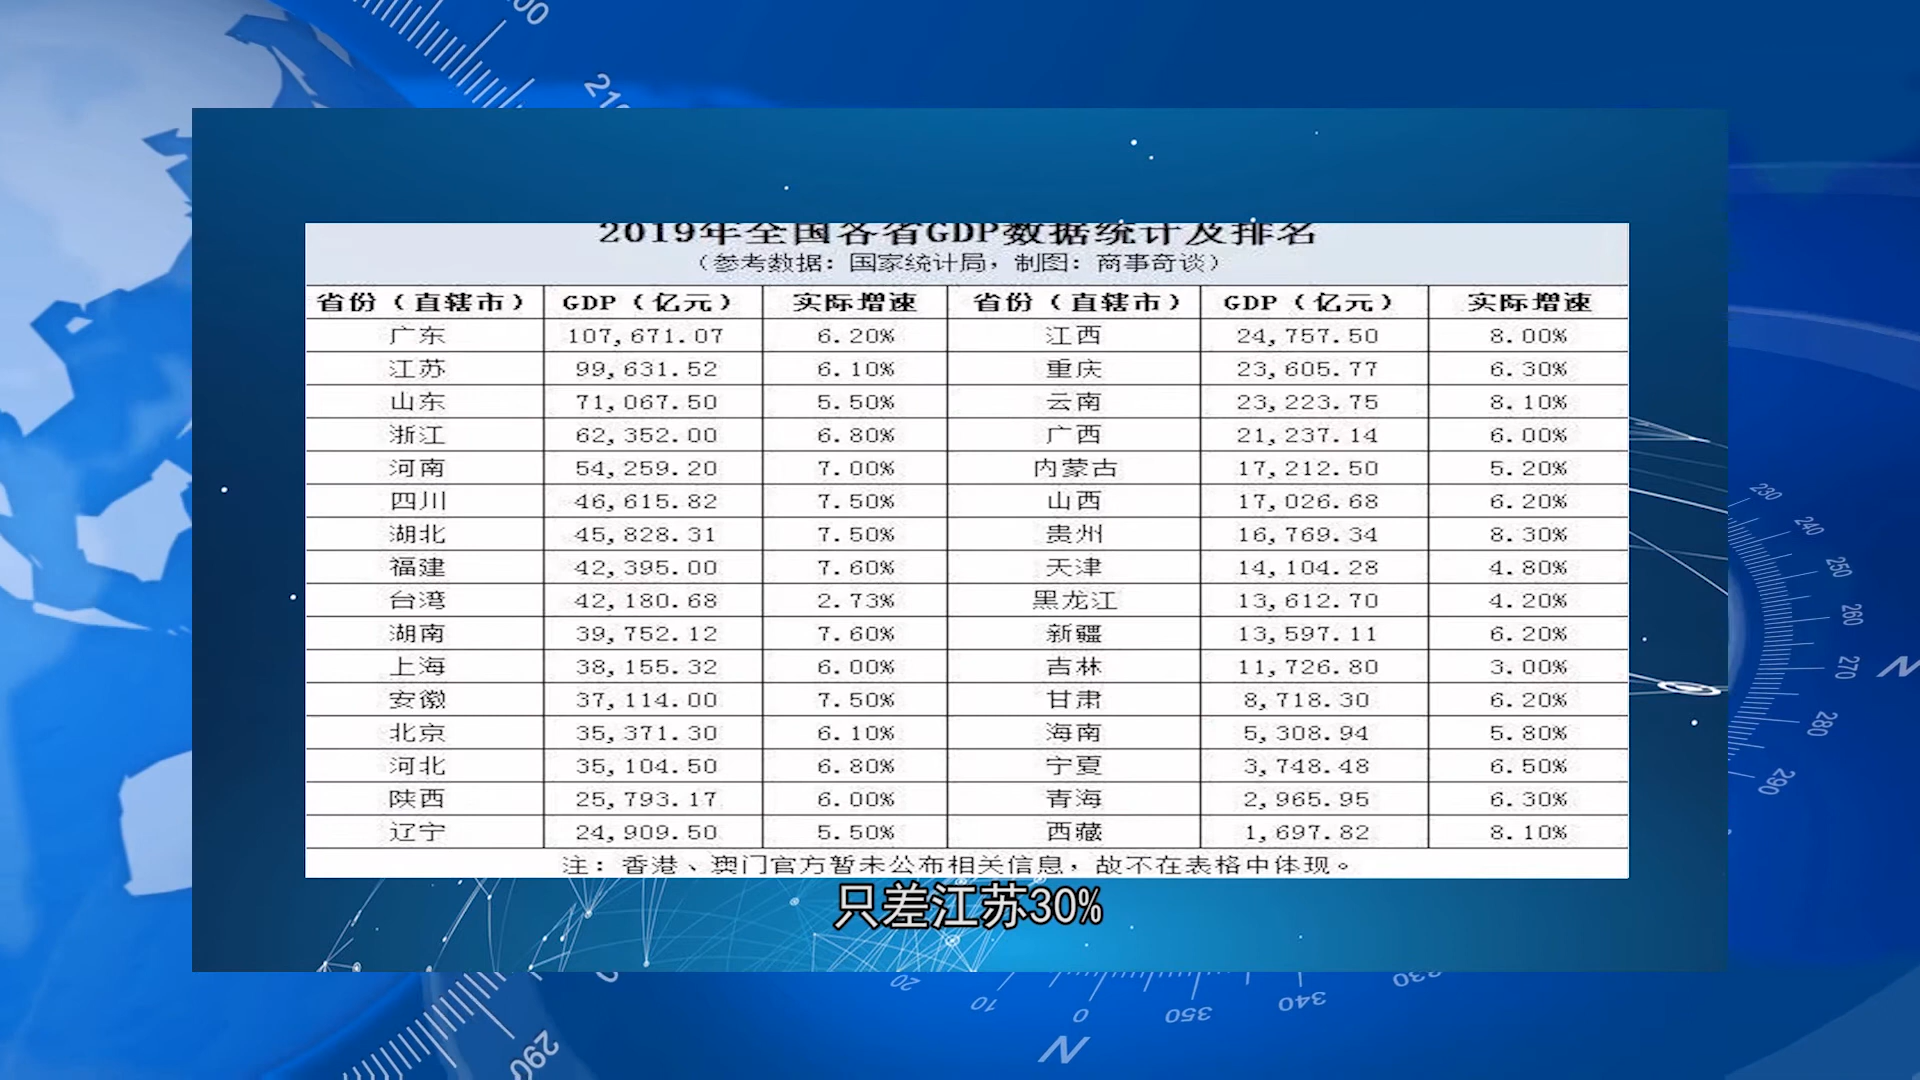 2019年全国各省GDP数据统计及排名
（参考数据：国家统计局，制图：商事奇谈）
省份（直辖市） GDP（亿元） 实际增速 省份（直辖市） GDP（亿元） 实际增速
广东 107,671.07 6.20% 江西 24,757.50 8.00%
江苏 99,631.52 6.10% 重庆 23,605.77 6.30%
山东 71,067.50 5.50% 云南 23,223.75 8.10%
浙江 62,352.00 6.80% 广西 21,237.14 6.00%
河南 54,259.20 7.00% 内蒙古 17,212.50 5.20%
四川 46,615.82 7.50% 山西 17,026.68 6.20%
湖北 45,828.31 7.50% 贵州 16,769.34 8.30%
福建 42,395.00 7.60% 天津 14,104.28 4.80%
台湾 42,180.68 2.73% 黑龙江 13,612.70 4.20%
湖南 39,752.12 7.60% 新疆 13,597.11 6.20%
上海 38,155.32 6.00% 吉林 11,726.80 3.00%
安徽 37,114.00 7.50% 甘肃 8,718.30 6.20%
北京 35,371.30 6.10% 海南 5,308.94 5.80%
河北 35,104.50 6.80% 宁夏 3,748.48 6.50%
陕西 25,793.17 6.00% 青海 2,965.95 6.30%
辽宁 24,909.50 5.50% 西藏 1,697.82 8.10%
注：香港、澳门官方暂未公布相关信息，故不在表格中体现。
只差江苏30%
230
240
250
260
270
280
290
N
20
10
0
350
340
330
N
290